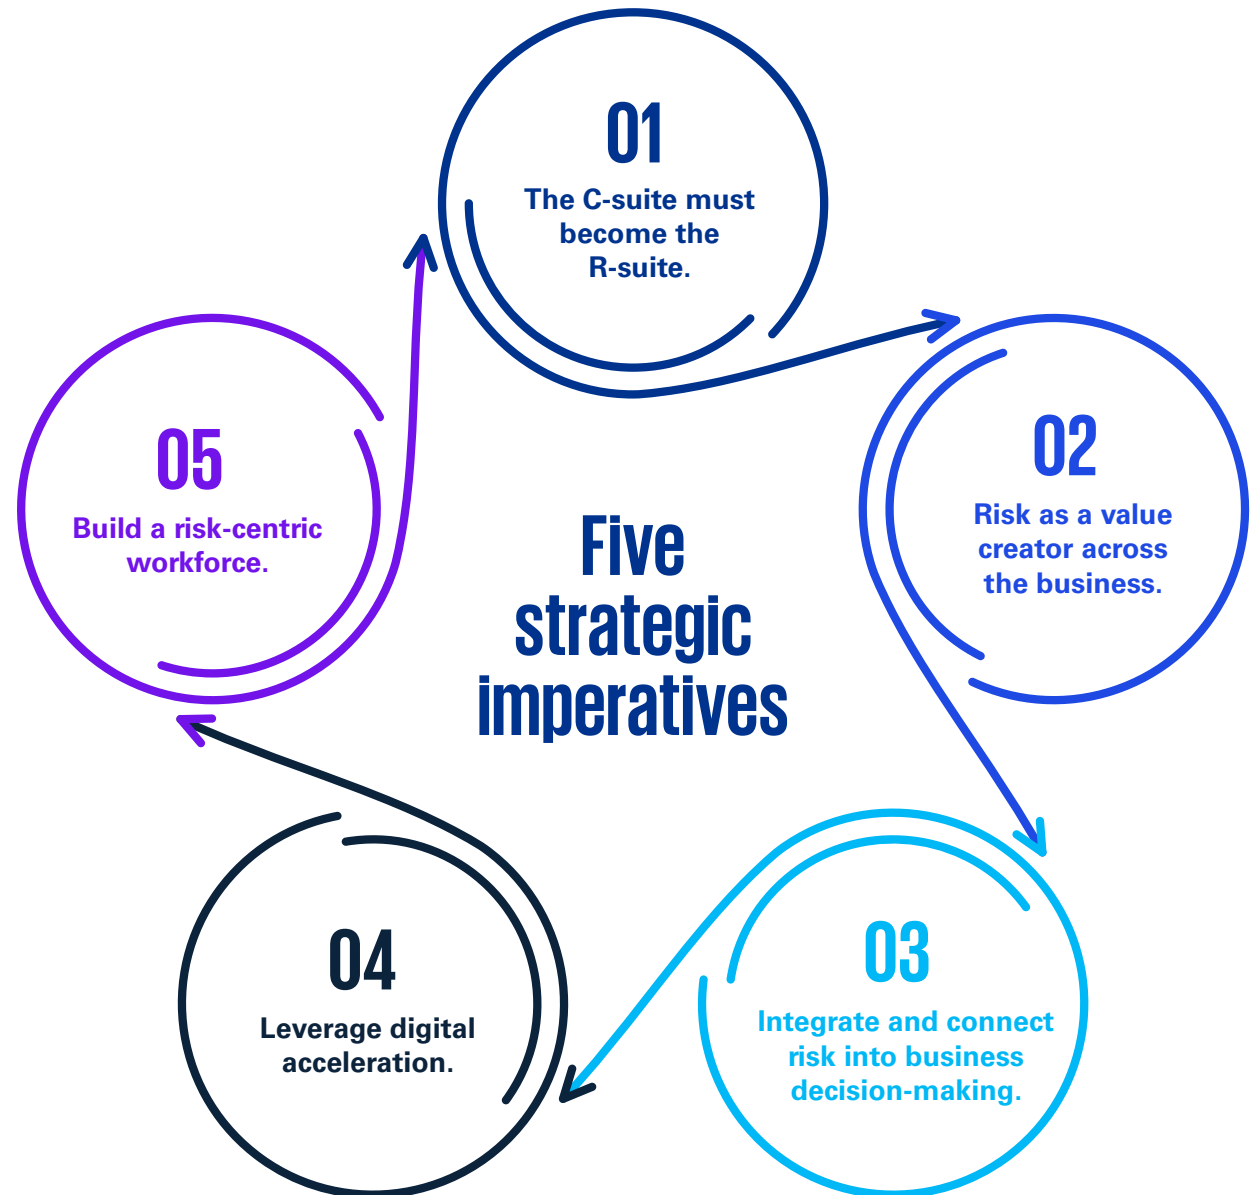 01
The C-suite must
become the
R-suite.
02
Risk as a value
creator across
the business.
03
Integrate and connect
risk into business
decision-making.
04
Leverage digital
acceleration.
05
Build a risk-centric
workforce.
Five
strategic
imperatives